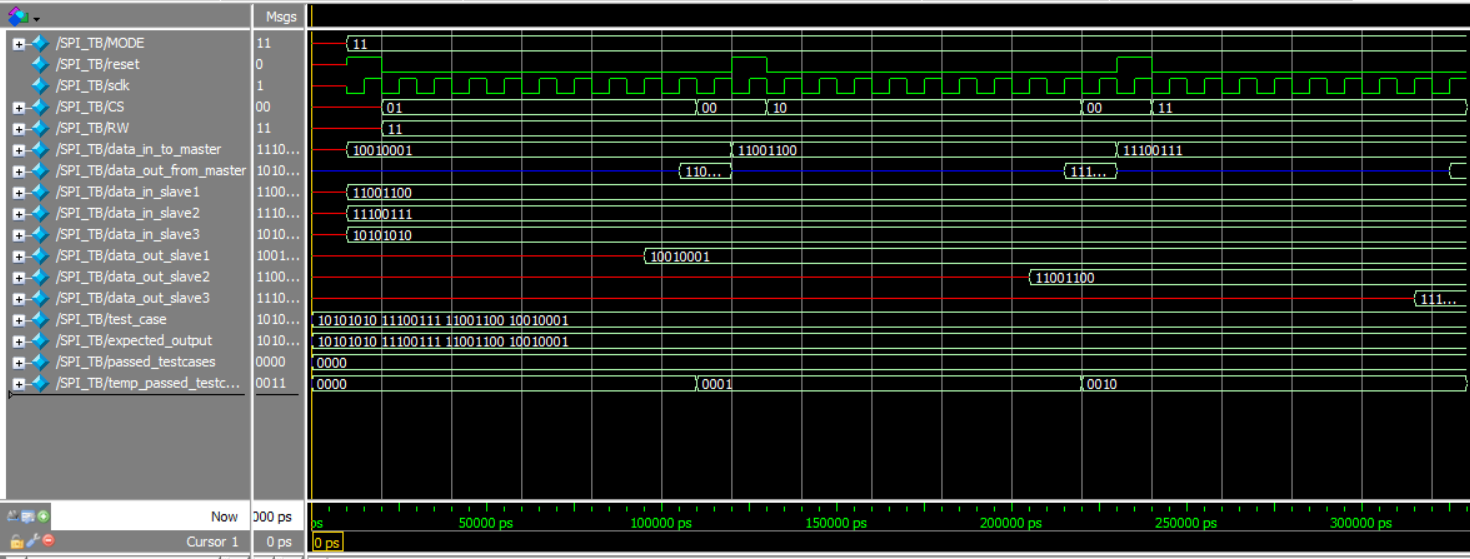 Msgs
/SPI_TB/MODE 11 11
/SPI_TB/reset 0
/SPI_TB/sclk 1
/SPI_TB/CS 00 01 00 10 00 11
/SPI_TB/RW 11 11
/SPI_TB/data_in_to_master 1110... 10010001 11001100 11100111
/SPI_TB/data_out_from_master 1010... 110... 111...
/SPI_TB/data_in_slave1 1100... 11001100
/SPI_TB/data_in_slave2 1110... 11100111
/SPI_TB/data_in_slave3 1010... 10101010
/SPI_TB/data_out_slave1 1001... 10010001
/SPI_TB/data_out_slave2 1100... 11001100
/SPI_TB/data_out_slave3 1110... 111...
/SPI_TB/test_case 1010... 10101010 11100111 11001100 10010001
/SPI_TB/expected_output 1010... 10101010 11100111 11001100 10010001
/SPI_TB/passed_testcases 0000 0000
/SPI_TB/temp_passed_testc... 0011 0000 0001 0010
Now 000 ps ps 50000 ps 100000 ps 150000 ps 200000 ps 250000 ps 300000 ps
Cursor 1 0 ps 0 ps